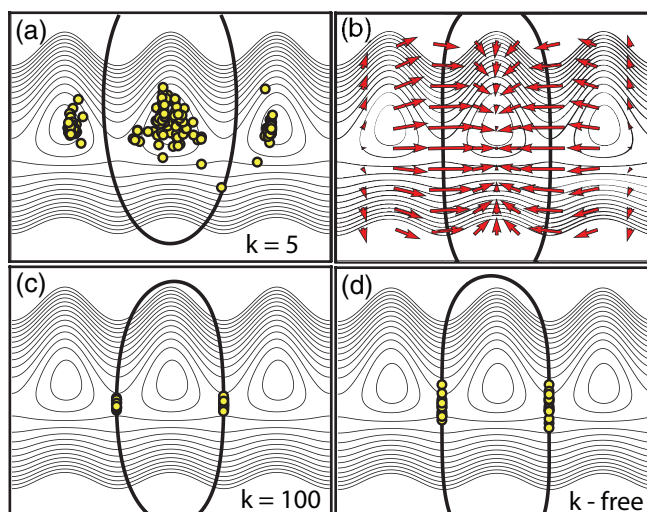 (a)
(b)
k = 5
(c)
(d)
k = 100
k - free